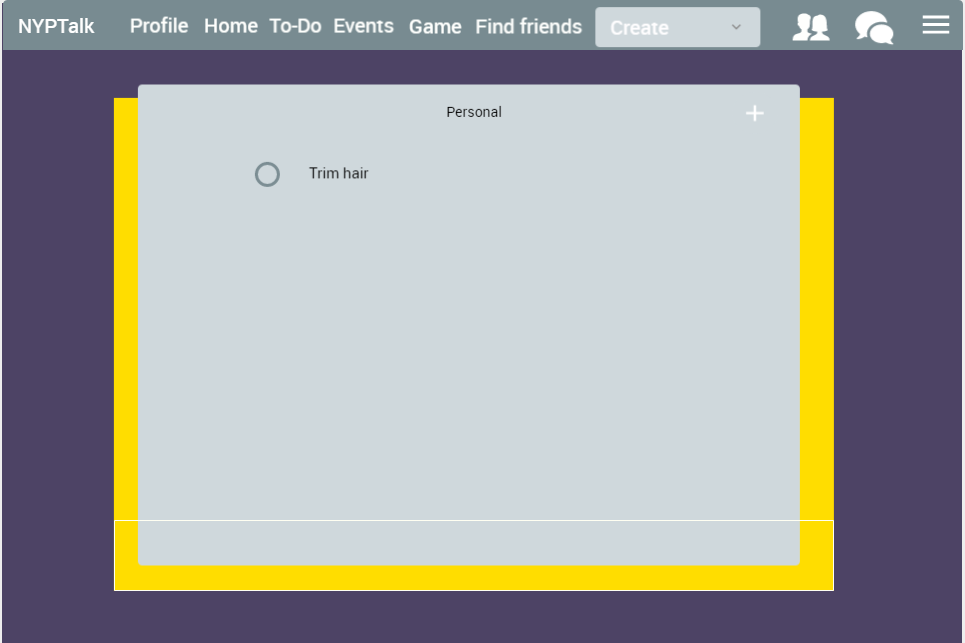 NYPTalk Profile Home To-Do Events Game Find friends Create
Personal
Trim hair